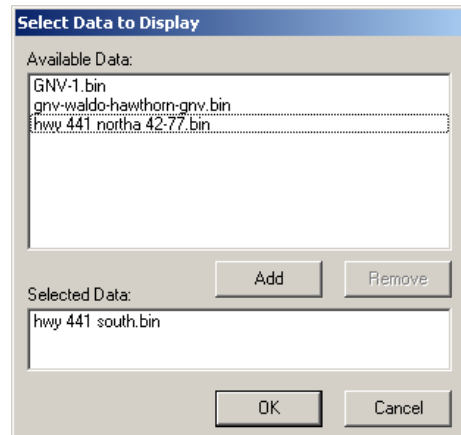 Select Data to Display
Available Data:
GNV-1.bin
gnv-waldo-hawthorn-gnv.bin
hwy 441 northa 42-77.bin
Add
Remove
Selected Data:
hwy 441 south.bin
OK
Cancel